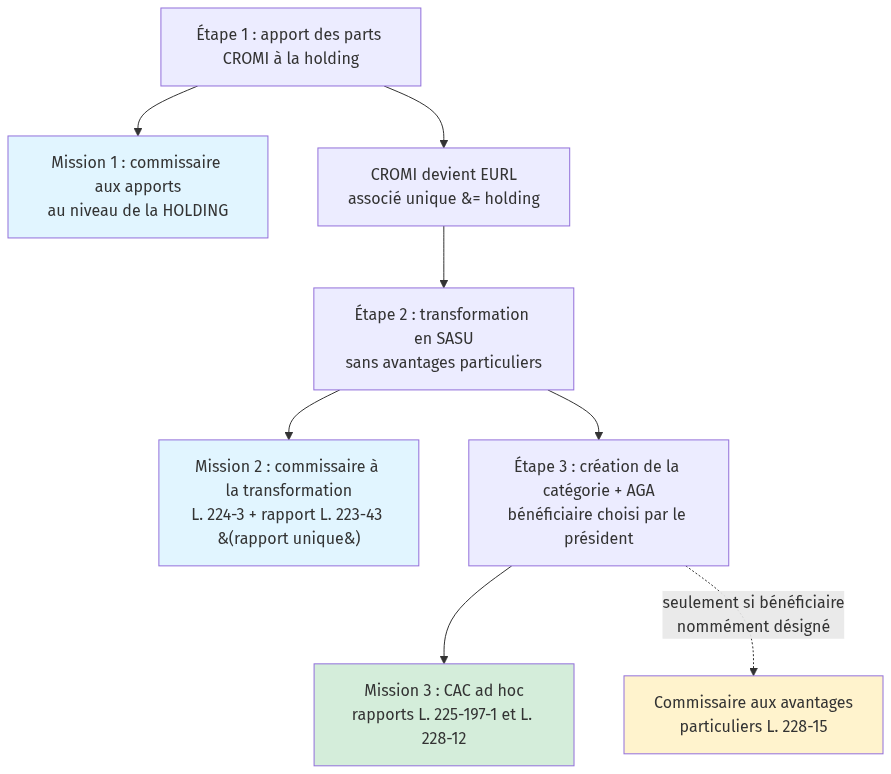 Étape 1 : apport des parts
CROMI à la holding
Mission 1 : commissaire
aux apports
au niveau de la HOLDING
CROMI devient EURL
associé unique &= holding
Étape 2 : transformation
en SASU
sans avantages particuliers
Mission 2 : commissaire à
la transformation
L. 224-3 + rapport L. 223-43
&(rapport unique&)
Étape 3 : création de la
catégorie + AGA
bénéficiaire choisi par le
président
seulement si bénéficiaire
nommément désigné
Mission 3 : CAC ad hoc
rapports L. 225-197-1 et L.
228-12
Commissaire aux avantages
particuliers L. 228-15